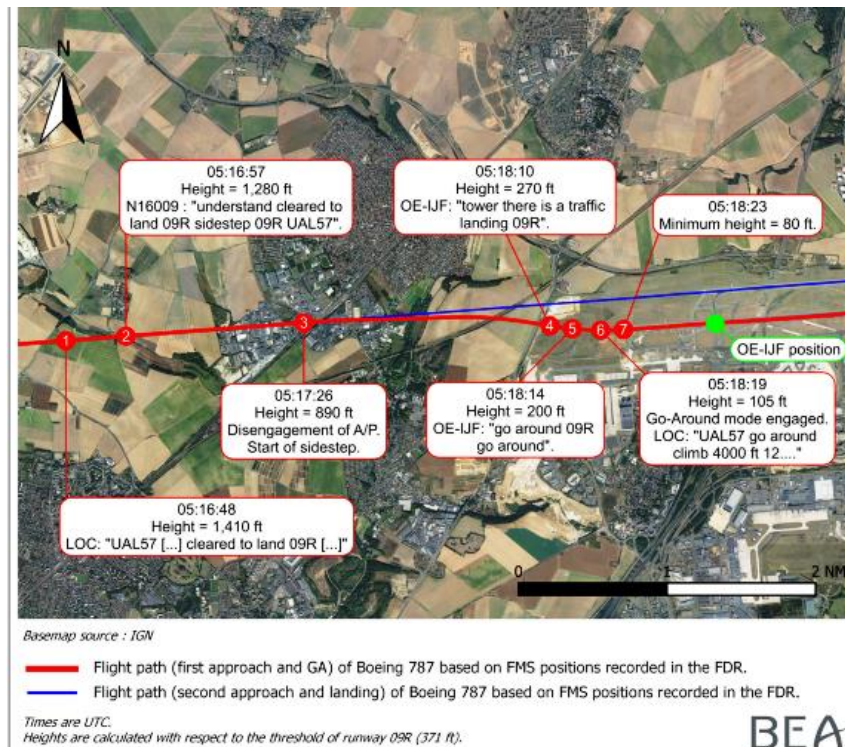 N
05:16:57
Height = 1,280 ft
N16009 : "understand cleared to
land 09R sidestep 09R UAL57".
05:18:10
Height = 270 ft
OE-IJF: "tower there is a traffic
landing 09R".
05:18:23
Minimum height = 80 ft.
1
2
3
4
5
6
7
OE-IJF position
05:17:26
Height = 890 ft
Disengagement of A/P.
Start of sidestep.
05:18:14
Height = 200 ft
OE-IJF: "go around 09R
go around".
05:18:19
Height = 105 ft
Go-Around mode engaged.
LOC: "UAL57 go around
climb 4000 ft 12...."
05:16:48
Height = 1,410 ft
LOC: "UAL57 [...] cleared to land 09R [...]"
0 1 2 NM
Basemap source : IGN
Flight path (first approach and GA) of Boeing 787 based on FMS positions recorded in the FDR.
Flight path (second approach and landing) of Boeing 787 based on FMS positions recorded in the FDR.
Times are UTC.
Heights are calculated with respect to the threshold of runway 09R (371 ft).
BEA